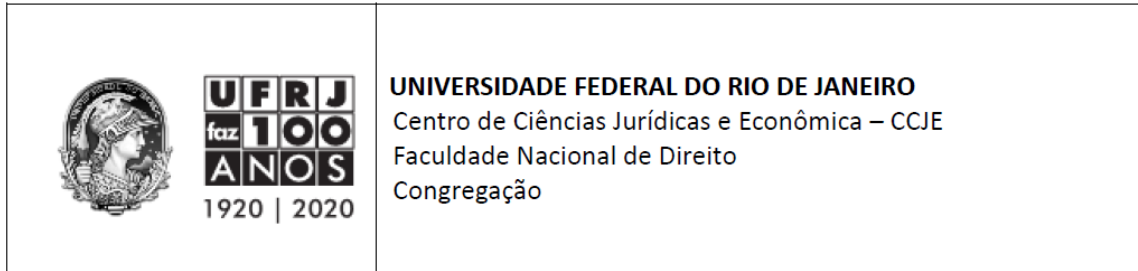 UFRJ
faz 100
ANOS
1920 | 2020
UNIVERSIDADE FEDERAL DO RIO DE JANEIRO
Centro de Ciências Jurídicas e Econômica – CCJE
Faculdade Nacional de Direito
Congregação